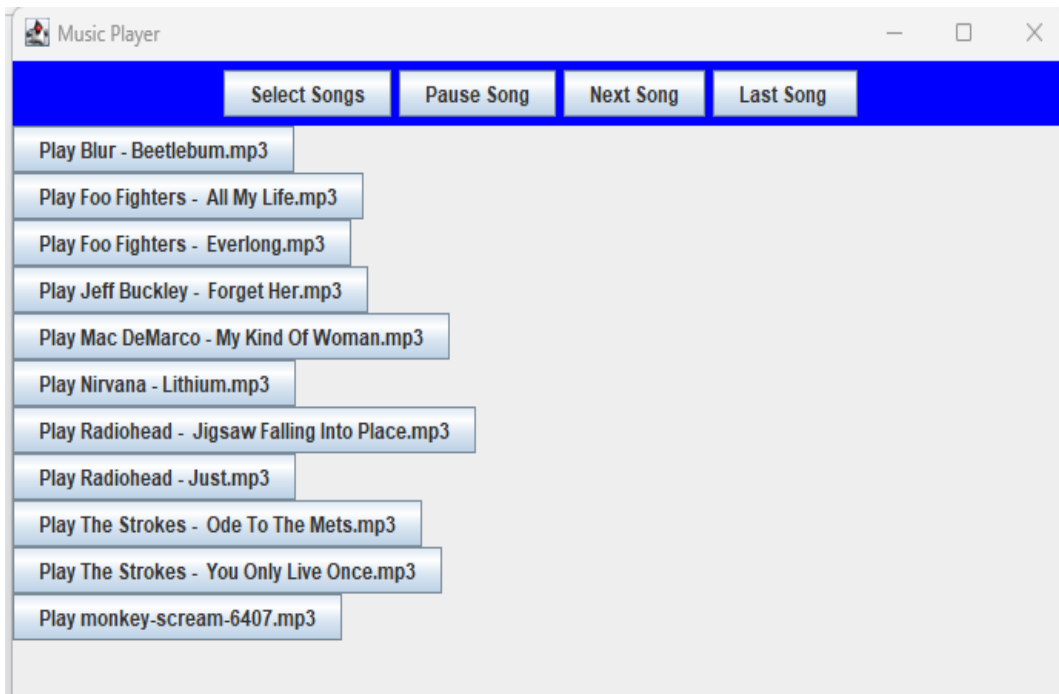 Music Player
Select Songs Pause Song Next Song Last Song
Play Blur - Beetlebum.mp3
Play Foo Fighters - All My Life.mp3
Play Foo Fighters - Everlong.mp3
Play Jeff Buckley - Forget Her.mp3
Play Mac DeMarco - My Kind Of Woman.mp3
Play Nirvana - Lithium.mp3
Play Radiohead - Jigsaw Falling Into Place.mp3
Play Radiohead - Just.mp3
Play The Strokes - Ode To The Mets.mp3
Play The Strokes - You Only Live Once.mp3
Play monkey-scream-6407.mp3